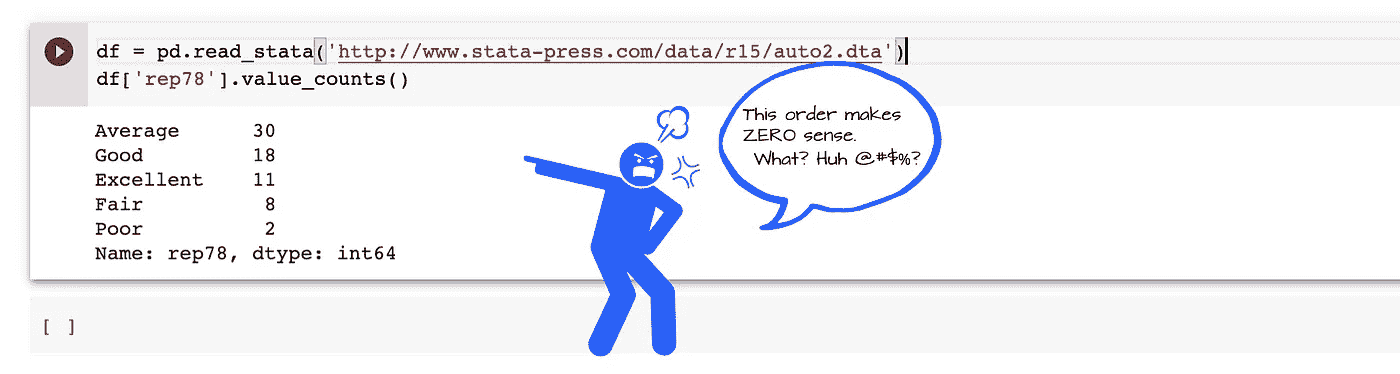 df = pd.read_stata('http://www.stata-press.com/data/r15/auto2.dta')
df['rep78'].value_counts()
Average      30
Good         18
Excellent    11
Fair          8
Poor          2
Name: rep78, dtype: int64
This order makes
ZERO sense.
What? Huh @#$%?
[ ]